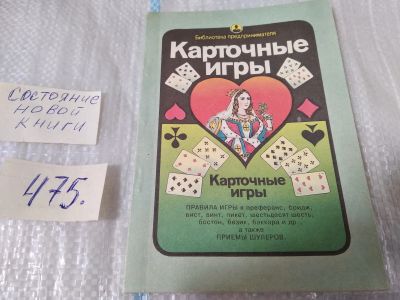 Состояние
новой
книги
475.
Библиотека предпринимателя
Карточные
игры
Карточные
игры
ПРАВИЛА ИГРЫ в преферанс, бридж,
вист, винт, пикет, шестьдесят шесть,
бостон, безик, баккара и др.,
а также
ПРИЕМЫ ШУЛЕРОВ.